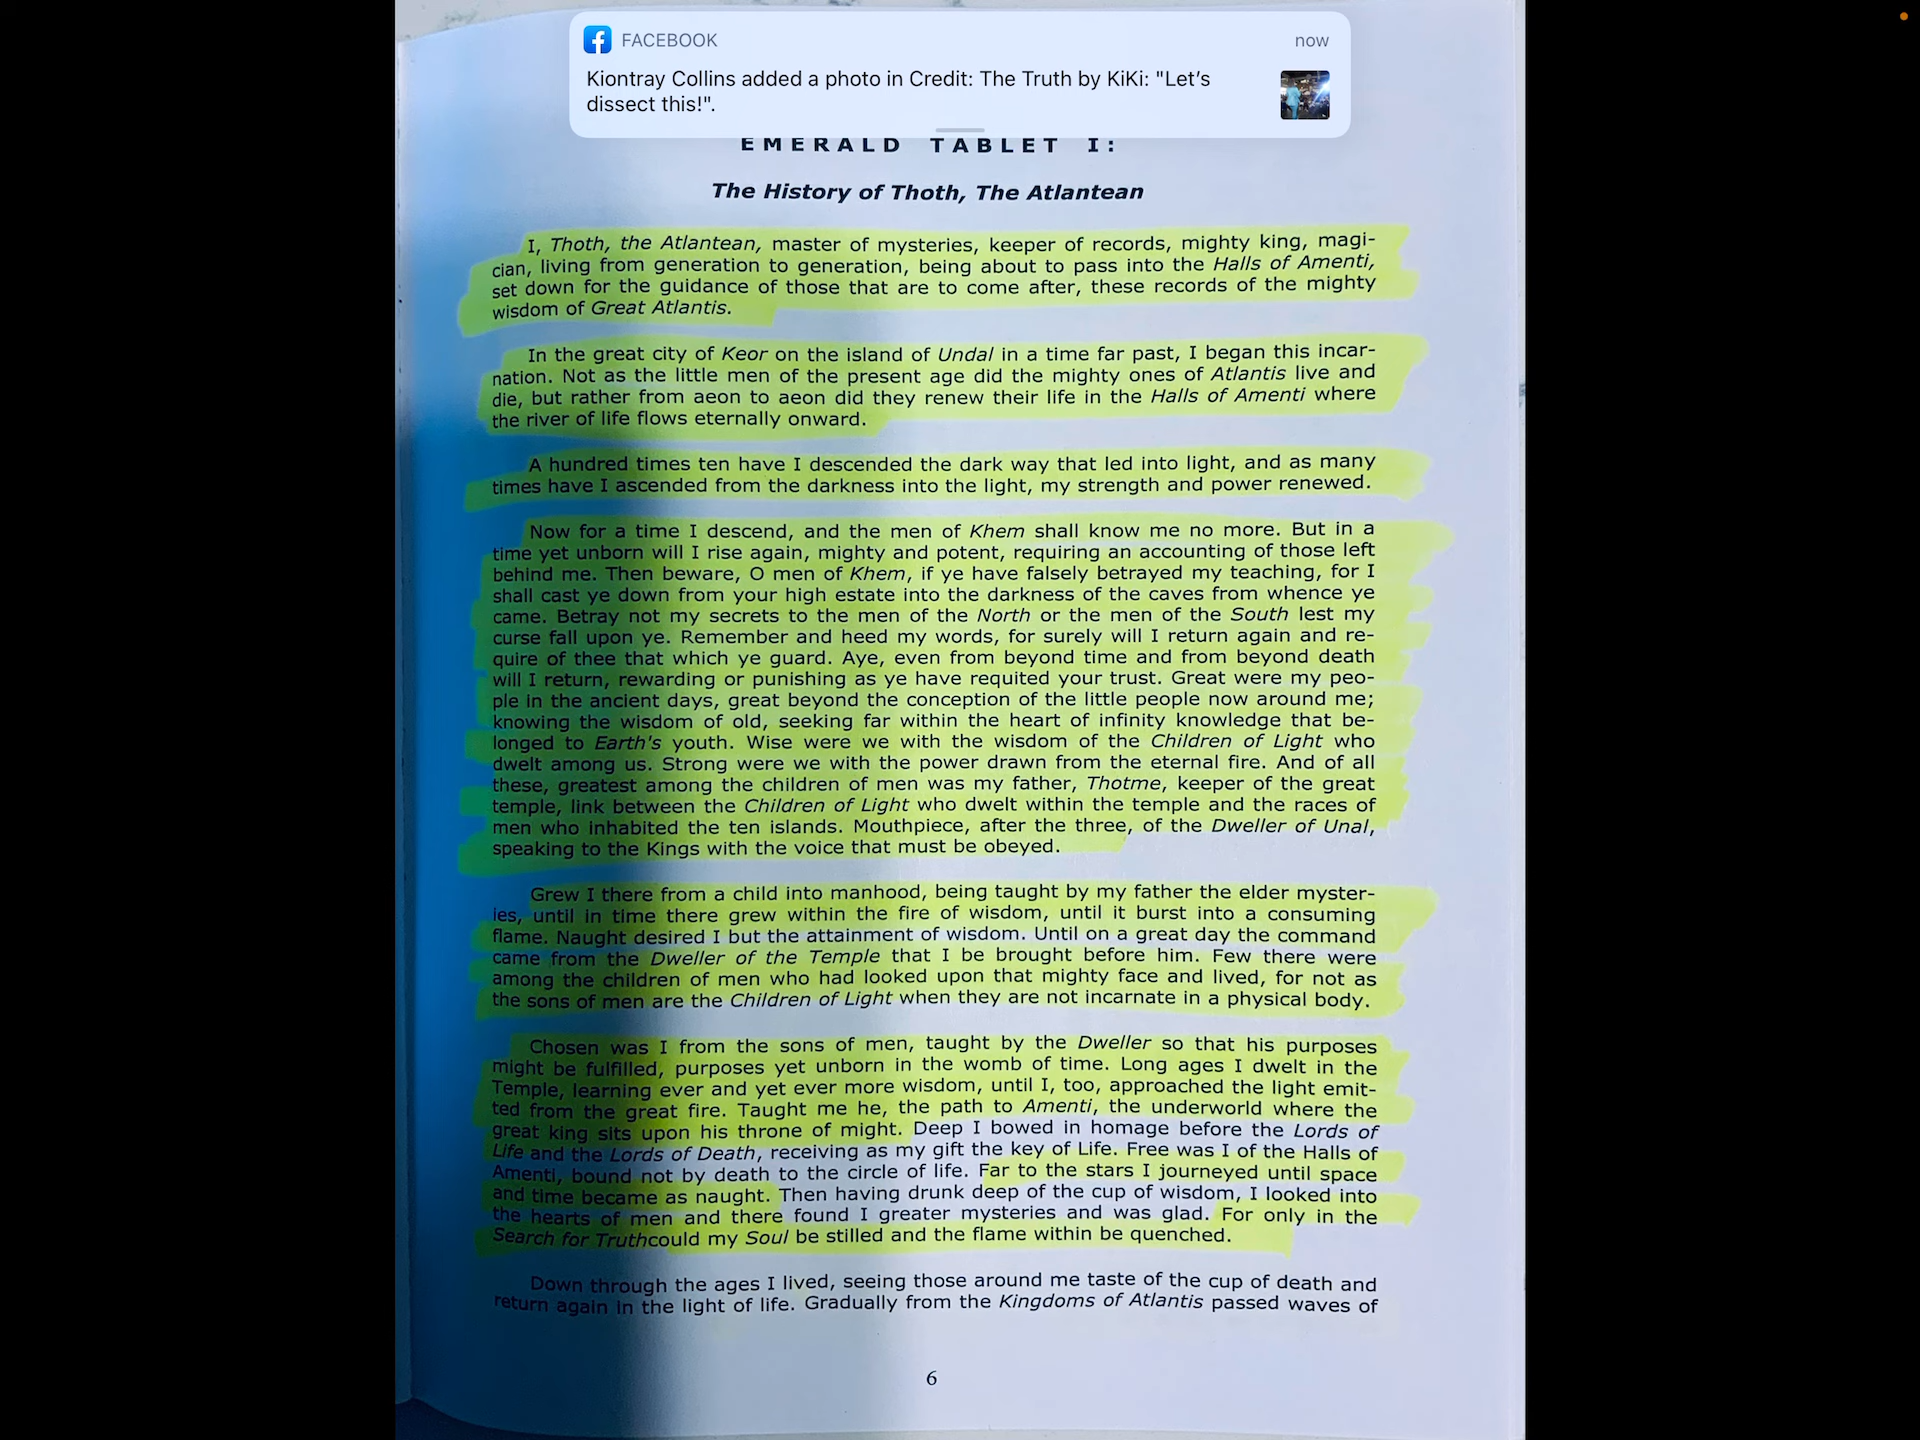 FACEBOOK
now
Kiontray Collins added a photo in Credit: The Truth by KiKi: "Let's
dissect this!".
EMERALD TABLET I:
The History of Thoth, The Atlantean
I, Thoth, the Atlantean, master of mysteries, keeper of records, mighty king, magi-
cian, living from generation to generation, being about to pass into the Halls of Amenti,
set down for the guidance of those that are to come after, these records of the mighty
wisdom of Great Atlantis.
In the great city of Keor on the island of Undal in a time far past, I began this incar-
nation. Not as the little men of the present age did the mighty ones of Atlantis live and
die, but rather from aeon to aeon did they renew their life in the Halls of Amenti where
the river of life flows eternally onward.
A hundred times ten have I descended the dark way that led into light, and as many
times have I ascended from the darkness into the light, my strength and power renewed.
Now for a time I descend, and the men of Khem shall know me no more. But in a
time yet unborn will I rise again, mighty and potent, requiring an accounting of those left
behind me. Then beware, O men of Khem, if ye have falsely betrayed my teaching, for I
shall cast ye down from your high estate into the darkness of the caves from whence ye
came. Betray not my secrets to the men of the North or the men of the South lest my
curse fall upon ye. Remember and heed my words, for surely will I return again and re-
quire of thee that which ye guard. Aye, even from beyond time and from beyond death
will I return, rewarding or punishing as ye have requited your trust. Great were my peo-
ple in the ancient days, great beyond the conception of the little people now around me;
knowing the wisdom of old, seeking far within the heart of infinity knowledge that be-
longed to Earth's youth. Wise were we with the wisdom of the Children of Light who
dwelt among us. Strong were we with the power drawn from the eternal fire. And of all
these, greatest among the children of men was my father, Thotme, keeper of the great
temple, link between the Children of Light who dwelt within the temple and the races of
men who inhabited the ten islands. Mouthpiece, after the three, of the Dweller of Unal,
speaking to the Kings with the voice that must be obeyed.
Grew I there from a child into manhood, being taught by my father the elder myster-
ies, until in time there grew within the fire of wisdom, until it burst into a consuming
flame. Naught desired I but the attainment of wisdom. Until on a great day the command
came from the Dweller of the Temple that I be brought before him. Few there were
among the children of men who had looked upon that mighty face and lived, for not as
the sons of men are the Children of Light when they are not incarnate in a physical body.
Chosen was I from the sons of men, taught by the Dweller so that his purposes
might be fulfilled, purposes yet unborn in the womb of time. Long ages I dwelt in the
Temple, learning ever and yet ever more wisdom, until I, too, approached the light emit-
ted from the great fire. Taught me he, the path to Amenti, the underworld where the
great king sits upon his throne of might. Deep I bowed in homage before the Lords of
Life and the Lords of Death, receiving as my gift the key of Life. Free was I of the Halls of
Amenti, bound not by death to the circle of life. Far to the stars I journeyed until space
and time became as naught. Then having drunk deep of the cup of wisdom, I looked into
the hearts of men and there found I greater mysteries and was glad. For only in the
Search for Truthcould my Soul be stilled and the flame within be quenched.
Down through the ages I lived, seeing those around me taste of the cup of death and
return again in the light of life. Gradually from the Kingdoms of Atlantis passed waves of
6